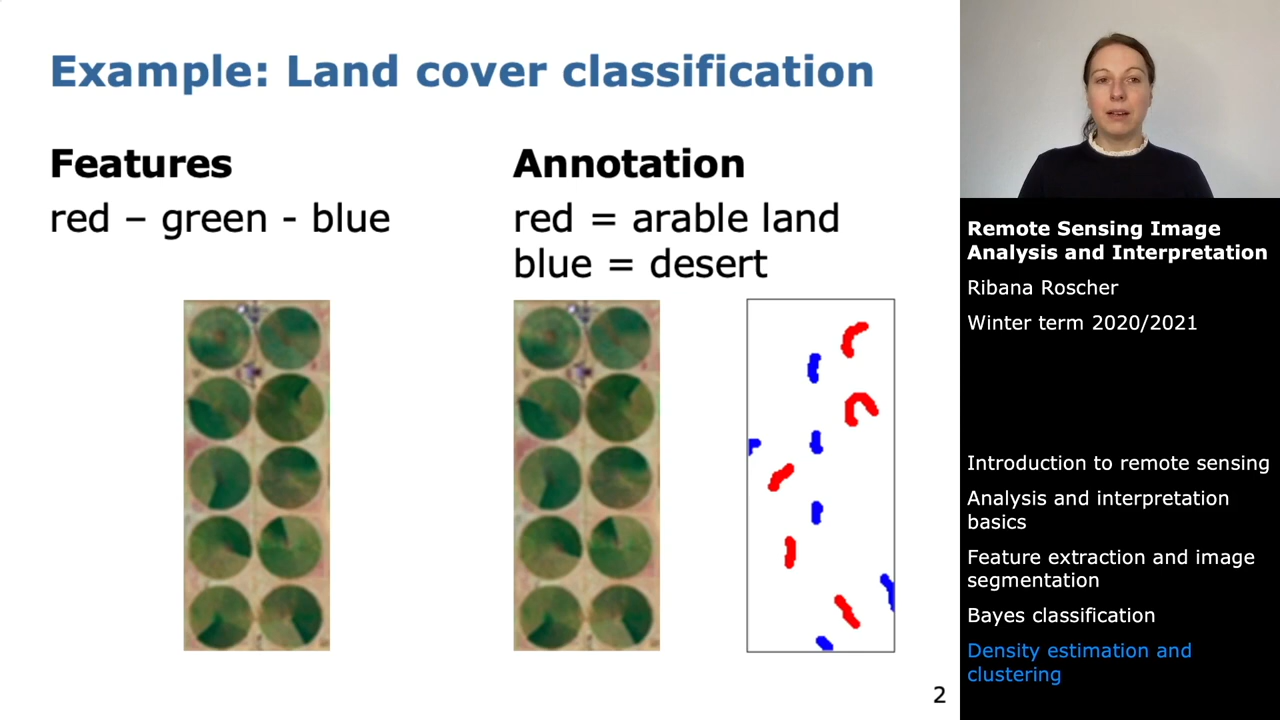 Example: Land cover classification
Features
red – green - blue
Annotation
red = arable land
blue = desert
2
Remote Sensing Image
Analysis and Interpretation
Ribana Roscher
Winter term 2020/2021
Introduction to remote sensing
Analysis and interpretation
basics
Feature extraction and image
segmentation
Bayes classification
Density estimation and
clustering